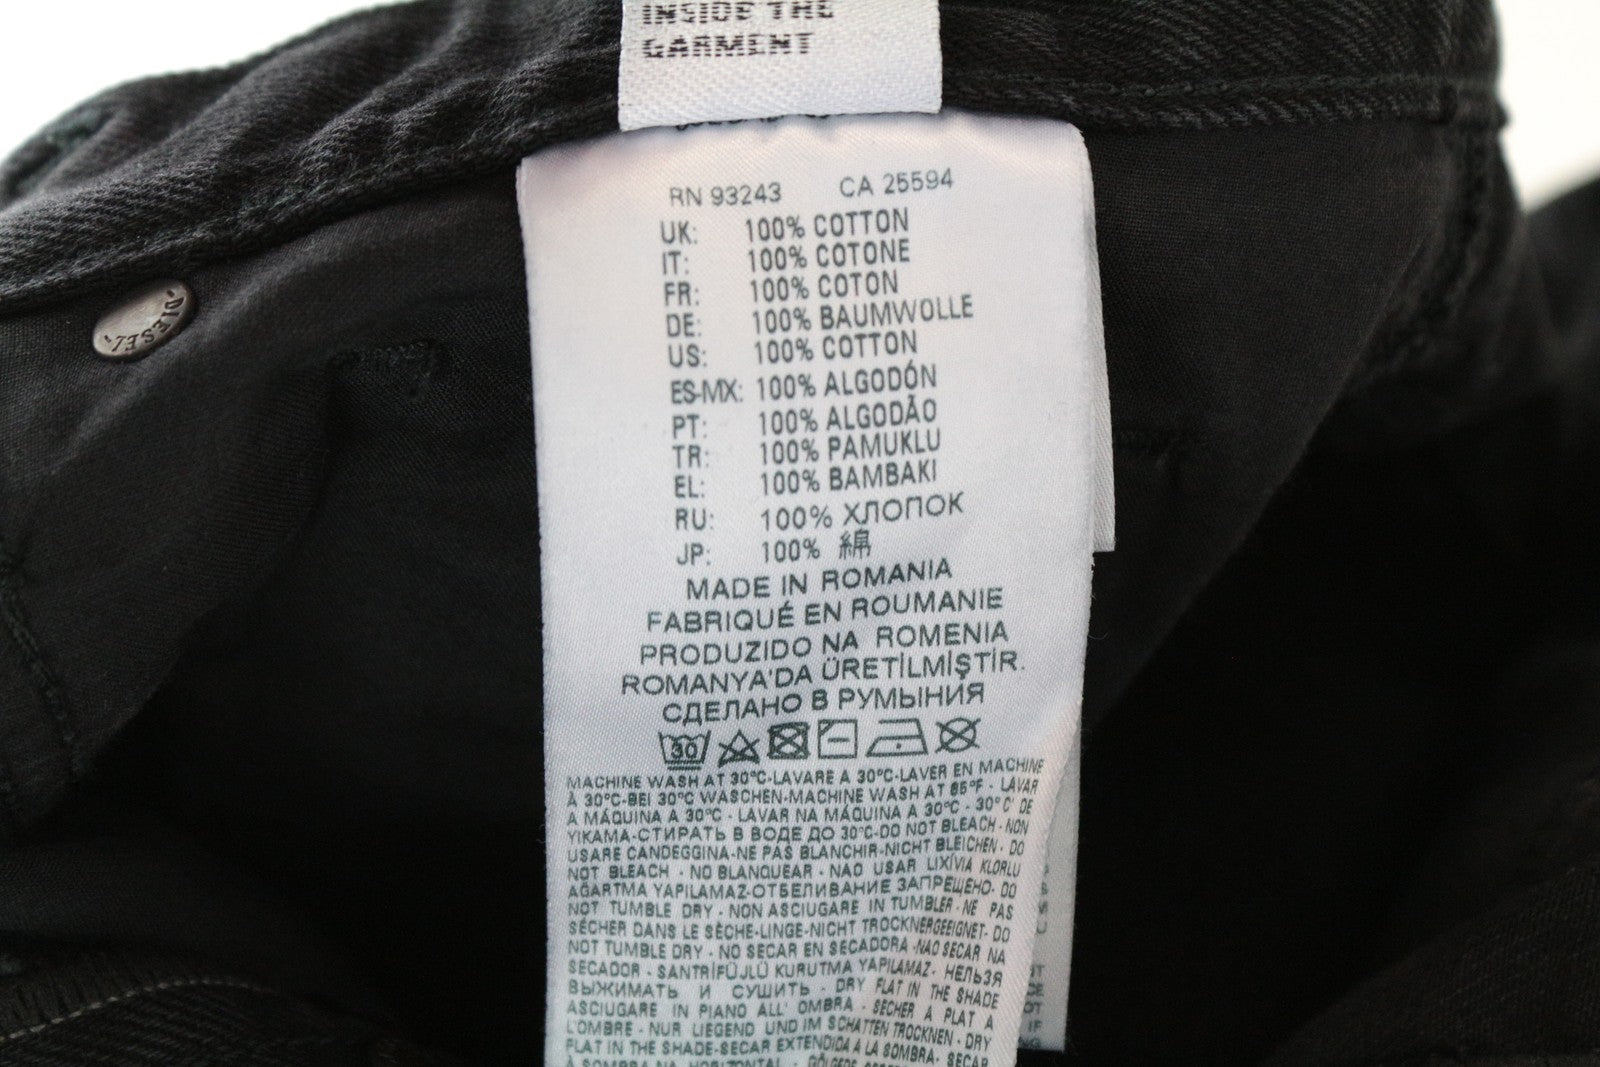 INSIDE THE
GARMENT
DIESEL
RN 93243 CA 25594
UK: 100% COTTON
IT: 100% COTONE
FR: 100% COTON
DE: 100% BAUMWOLLE
US: 100% COTTON
ES-MX: 100% ALGODÓN
PT: 100% ALGODÃO
TR: 100% PAMUKLU
EL: 100% BAMBAKI
RU: 100% ХЛОПОК
JP: 100% 綿
MADE IN ROMANIA
FABRIQUÉ EN ROUMANIE
PRODUZIDO NA ROMENIA
ROMANYA'DA ÜRETİLMİŞTİR.
СДЕЛАНО В РУМЫНИЯ
30
MACHINE WASH AT 30°C-LAVARE A 30°C-LAVER EN MACHINE
À 30°C-BEI 30°C WASCHEN-MACHINE WASH AT 85°F - LAVAR
A MÁQUINA A 30°C - LAVAR NA MÁQUINA A 30°C - 30°C' DE
YIKAMA-СТИРАТЬ В ВОДЕ ДО 30°C-DO NOT BLEACH - NON
USARE CANDEGGINA-NE PAS BLANCHIR-NICHT BLEICHEN - DO
NOT BLEACH - NO BLANQUEAR - NAO USAR LIXÍVIA KLORLU
AĞARTMA YAPILAMAZ-ОТБЕЛИВАНИЕ ЗАПРЕЩЕНО- DO
NOT TUMBLE DRY - NON ASCIUGARE IN TUMBLER-NE PAS
SÉCHER DANS LE SÈCHE-LINGE-NICHT TROCKNERGEEIGNET- DO
NOT TUMBLE DRY - NO SECAR EN SECADORA -NAO SECAR NA
SECADOR - SANTRİFÜJLÜ KURUTMA YAPILAMAZ- НЕЛЬЗЯ
ВЫЖИМАТЬ И СУШИТЬ - DRY FLAT IN THE SHADE
ASCIUGARE IN PIANO ALL' OMBRA - SÉCHER À PLAT A
L'OMBRE - NUR LIEGEND UND IM SCHATTEN TROCKNEN - DRY
FLAT IN THE SHADE-SECAR EXTENDIDA A LA SOMBRA- SECAR
À SOMBRA NA HORIZONTAL - GÖLGEDE